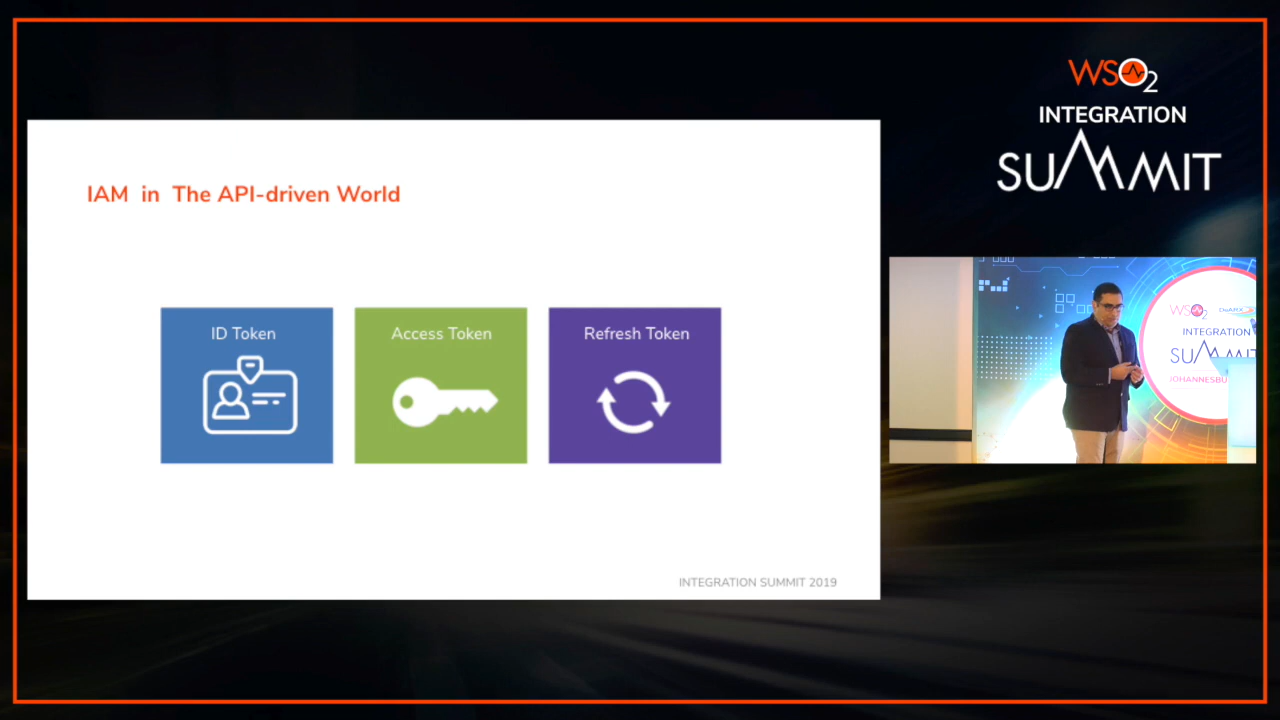 WSO2
INTEGRATION
SUMMIT
IAM in The API-driven World
ID Token
Access Token
Refresh Token
INTEGRATION SUMMIT 2019
WSO2
INTEGRATION
SUMMIT